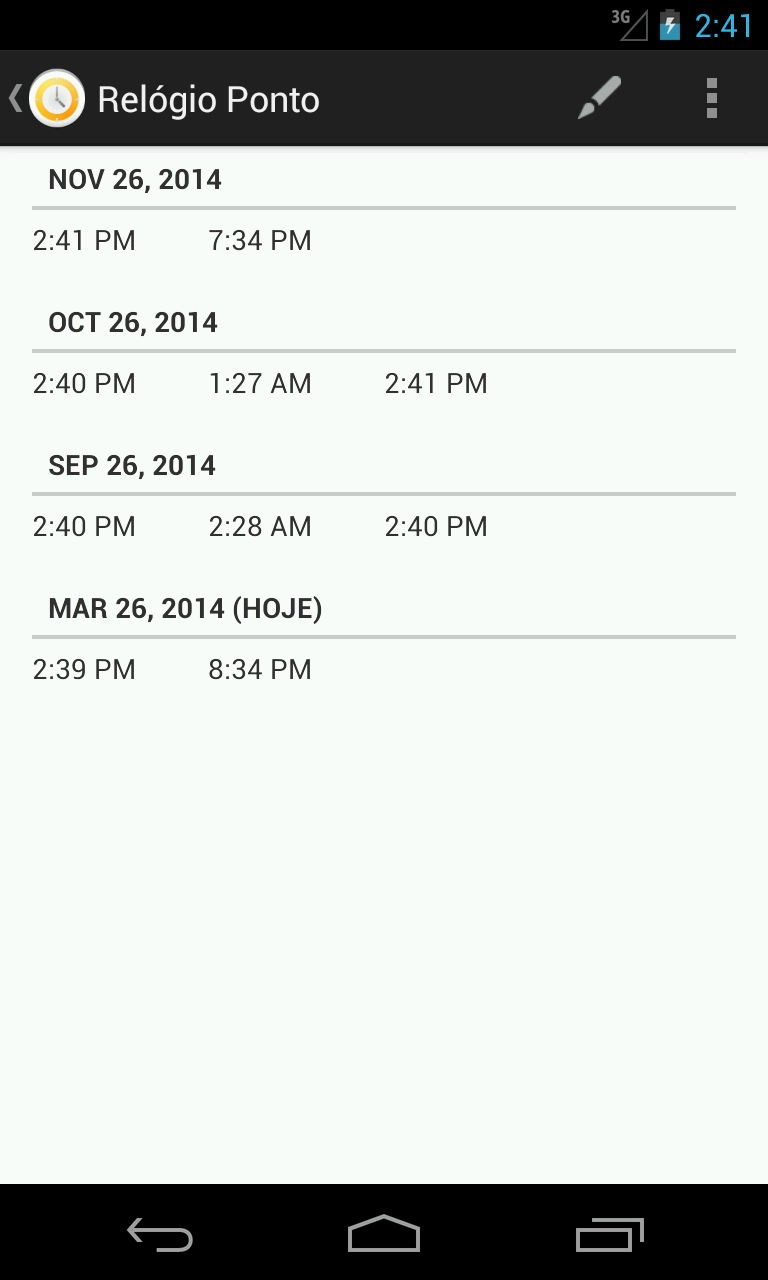 3G 2:41
Relógio Ponto
NOV 26, 2014
2:41 PM 7:34 PM
OCT 26, 2014
2:40 PM 1:27 AM 2:41 PM
SEP 26, 2014
2:40 PM 2:28 AM 2:40 PM
MAR 26, 2014 (HOJE)
2:39 PM 8:34 PM